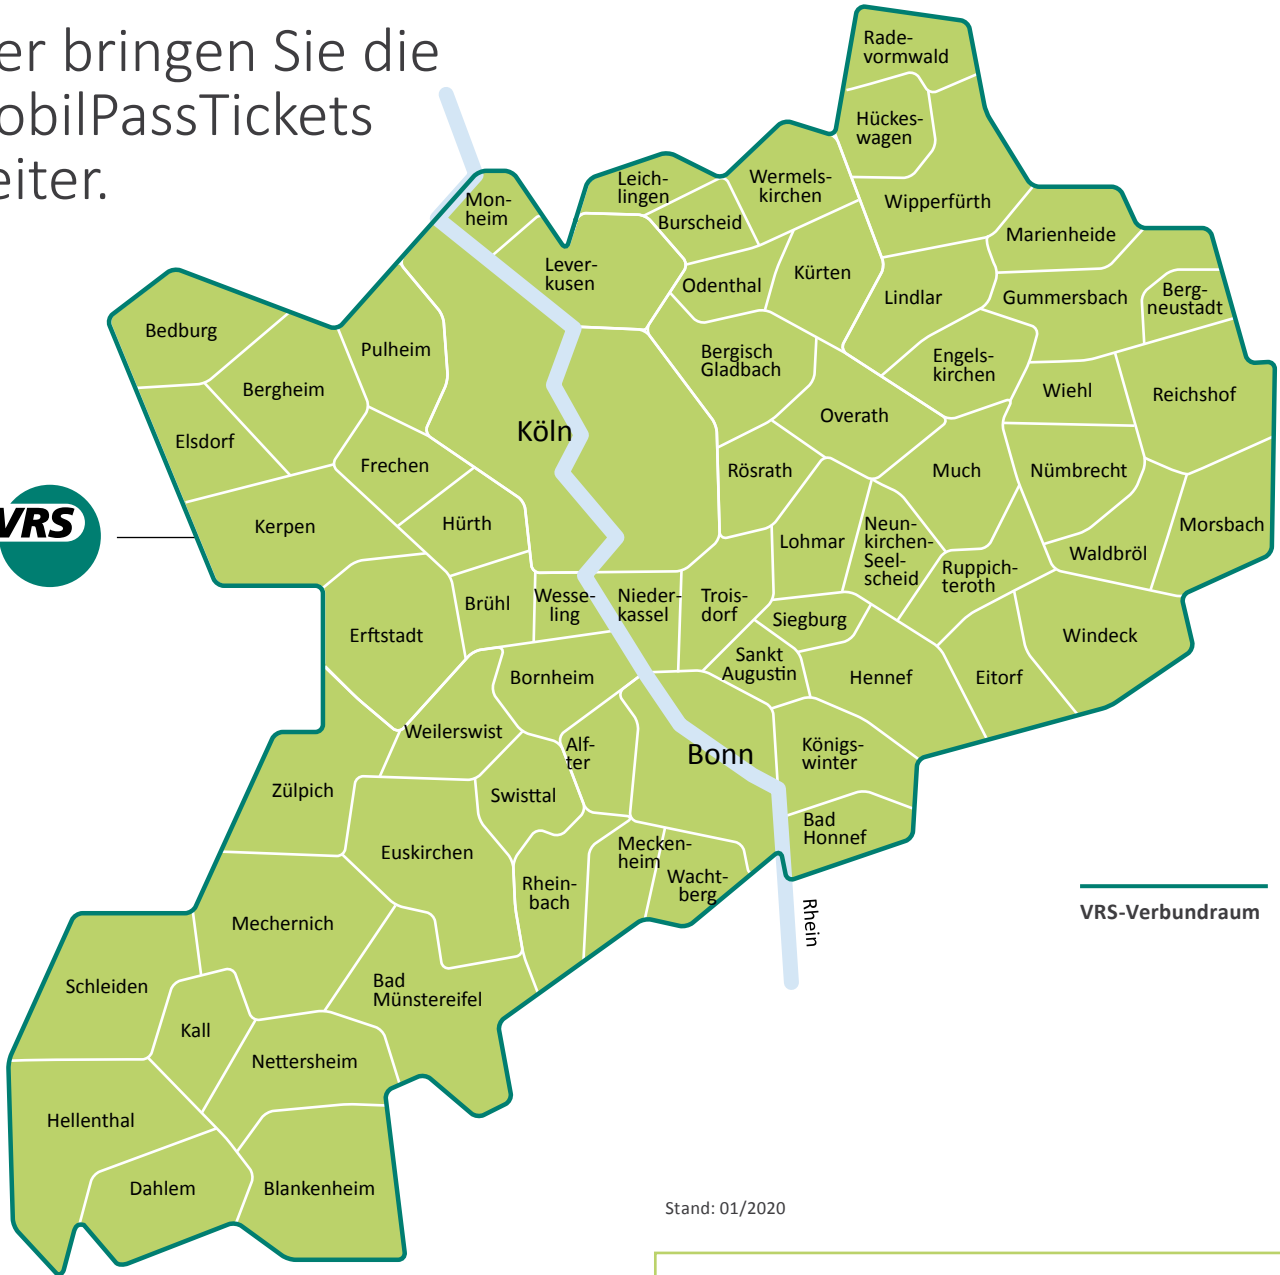 er bringen Sie die
obilPassTickets
eiter.
Rade-
vormwald
Hückes-
wagen
Wermels-
kirchen
Leich-
lingen
Mon-
heim
Burscheid
Wipperfürth
Marienheide
Lever-
kusen
Odenthal
Kürten
Lindlar
Gummersbach
Berg-
neustadt
Bedburg
Pulheim
Bergisch
Gladbach
Engels-
kirchen
Bergheim
Wiehl
Reichshof
Köln
Overath
Elsdorf
Frechen
Rösrath
Much
Nümbrecht
VRS
Kerpen
Hürth
Lohmar
Neun-
kirchen-
Seel-
scheid
Morsbach
Waldbröl
Ruppich-
teroth
Brühl
Wesse-
ling
Nieder-
kassel
Trois-
dorf
Siegburg
Erftstadt
Windeck
Sankt
Augustin
Bornheim
Hennef
Eitorf
Weilerswist
Alf-
ter
Bonn
Königs-
winter
Zülpich
Swisttal
Bad
Honnef
Euskirchen
Mecken-
heim
Wacht-
berg
Rhein-
bach
Rhein
VRS-Verbundraum
Mechernich
Schleiden
Bad
Münstereifel
Kall
Nettersheim
Hellenthal
Dahlem
Blankenheim
Stand: 01/2020